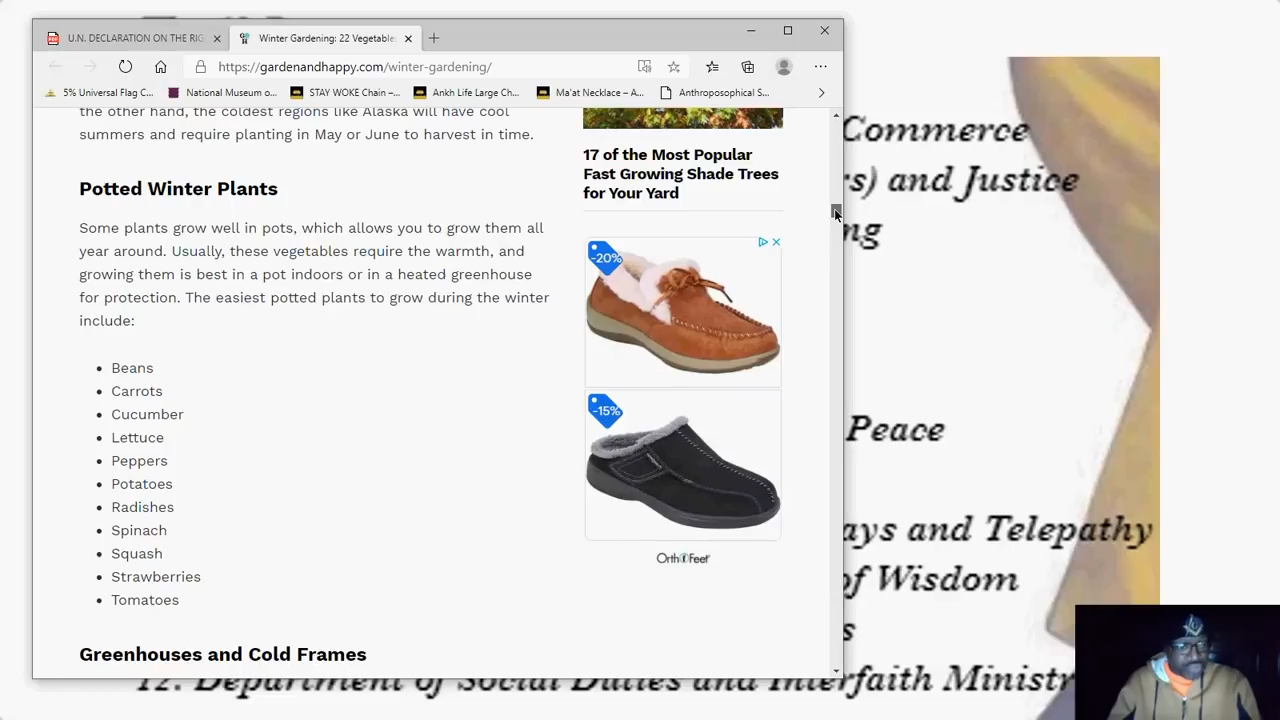 U.N. DECLARATION ON THE RIG
Winter Gardening: 22 Vegetable
https://gardenandhappy.com/winter-gardening/
5% Universal Flag C...
National Museum o...
STAY WOKE Chain –...
Ankh Life Large Ch...
Ma'at Necklace – A...
Anthroposophical S...
the other hand, the coldest regions like Alaska will have cool
summers and require planting in May or June to harvest in time.
Potted Winter Plants
Some plants grow well in pots, which allows you to grow them all
year around. Usually, these vegetables require the warmth, and
growing them is best in a pot indoors or in a heated greenhouse
for protection. The easiest potted plants to grow during the winter
include:
Beans
Carrots
Cucumber
Lettuce
Peppers
Potatoes
Radishes
Spinach
Squash
Strawberries
Tomatoes
Greenhouses and Cold Frames
17 of the Most Popular
Fast Growing Shade Trees
for Your Yard
-20%
-15%
OrthoFeet
Commerce
rs) and Justice
ng
Peace
ays and Telepathy
of Wisdom
s
12. Department of Social Duties and Interfaith Ministr